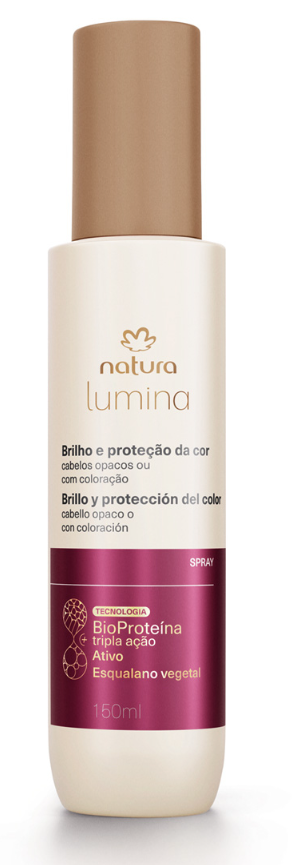 natura
lumina
Brilho e proteção da cor
cabelos opacos ou
com coloração
Brillo y protección del color
cabello opaco o
con coloración
SPRAY
TECNOLOGIA
BioProteína
+ tripla ação
Ativo
Esqualano vegetal
150ml